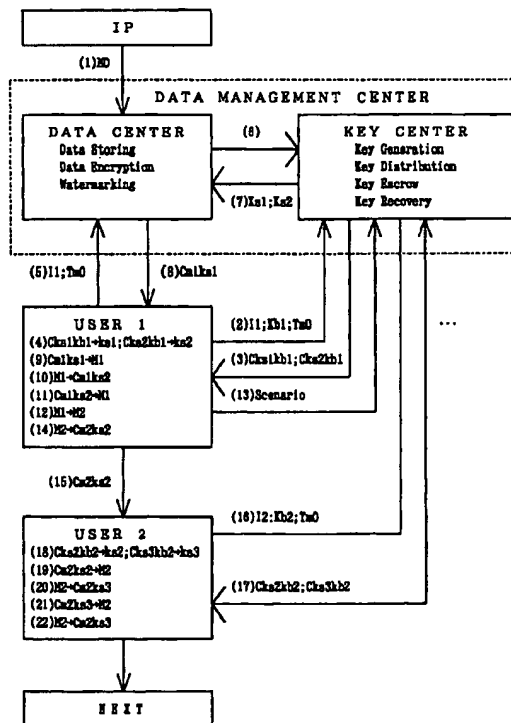 IP
(1)M0
DATA MANAGEMENT CENTER
DATA CENTER
Data Storing
Data Encryption
Watermarking
(6)
(7)Ks1;Ks2
KEY CENTER
Key Generation
Key Distribution
Key Escrow
Key Recovery
(5)I1;Tm0
(8)Cm1ks1
...
USER 1
(4)Cks1kb1→ks1;Cks2kb1→ks2
(9)Cm1ks1→M1
(10)M1→Cm1ks2
(11)Cm1ks2→M1
(12)M1→M2
(14)M2→Cm2ks2
(2)I1;Kb1;Tm0
(3)Cks1kb1;Cks2kb1
(13)Scenario
(15)Cm2ks2
USER 2
(18)Cks2kb2→ks2;Cks3kb2→ks3
(19)Cm2ks2→M2
(20)M2→Cm2ks3
(21)Cm2ks3→M2
(22)M2→Cm2ks3
(16)I2;Kb2;Tm0
(17)Cks2kb2;Cks3kb2
NEXT